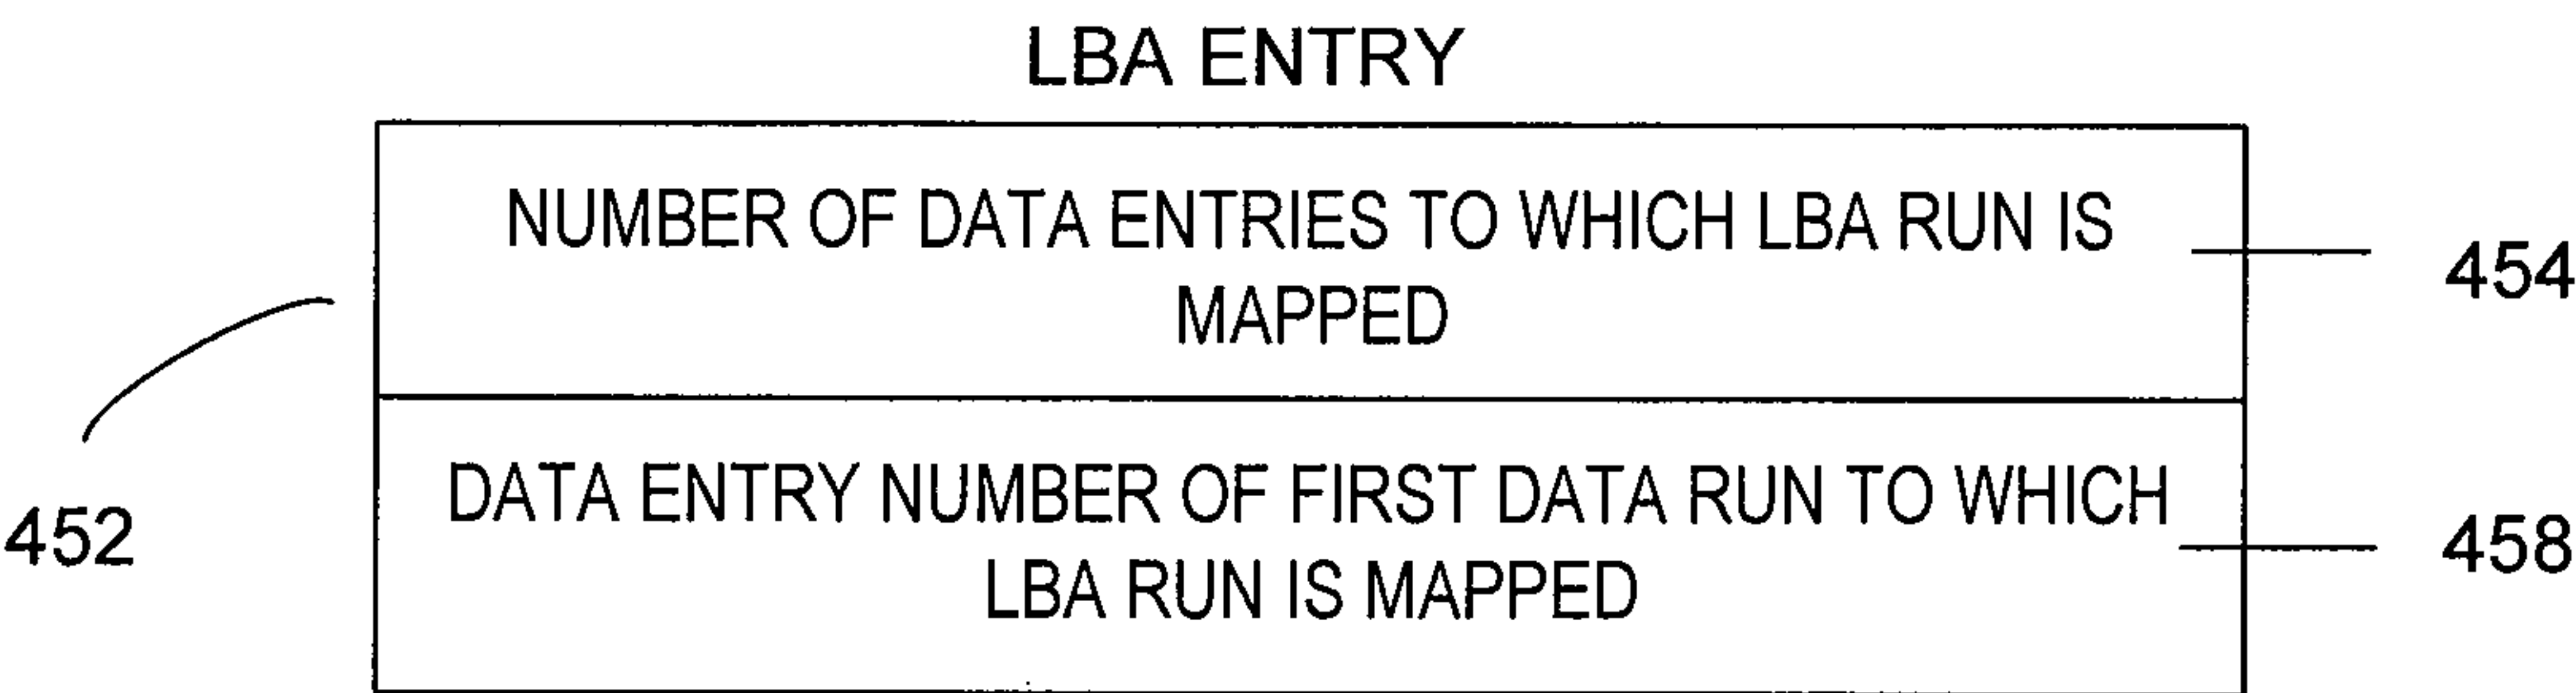 LBA ENTRY
NUMBER OF DATA ENTRIES TO WHICH LBA RUN IS
MAPPED
454
452
DATA ENTRY NUMBER OF FIRST DATA RUN TO WHICH
LBA RUN IS MAPPED
458